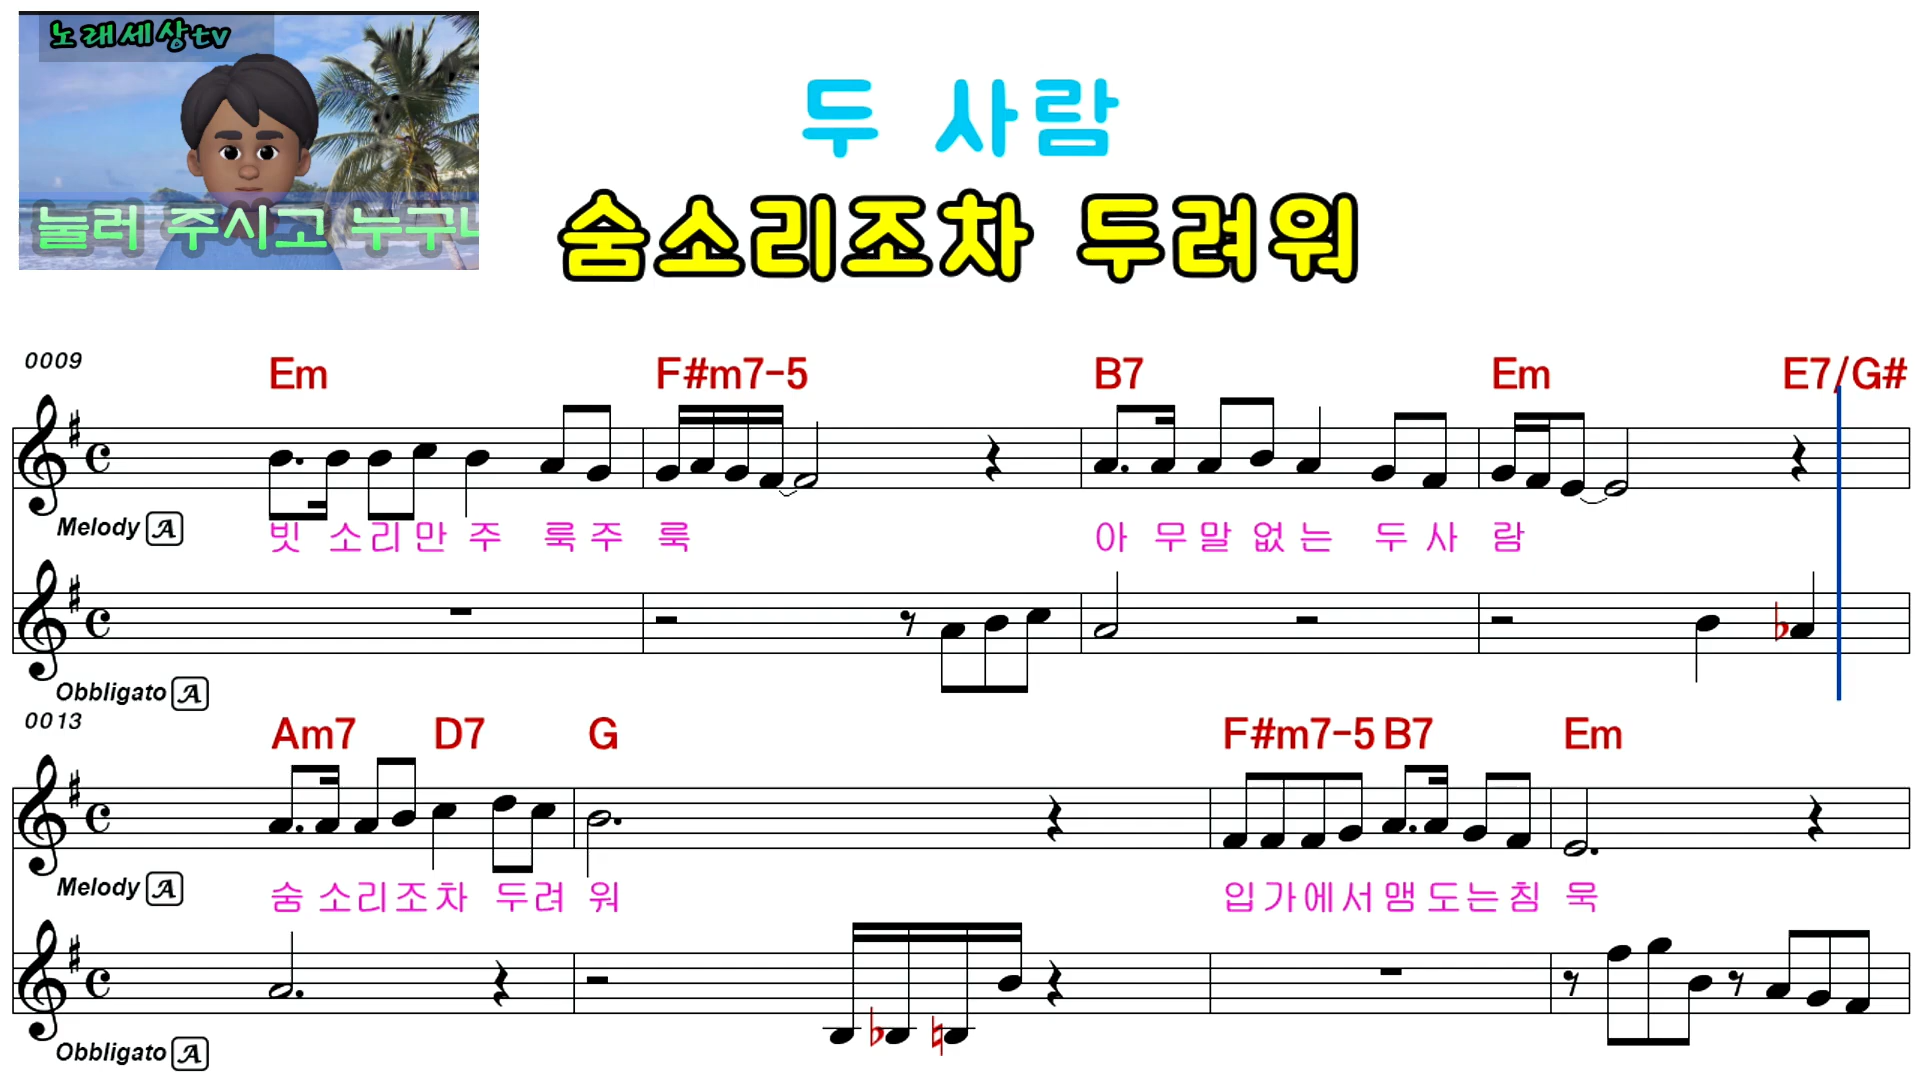 노래세상tv
눌러 주시고 누구나
두 사람
숨소리조차 두려워
0009
Em F#m7-5 B7 Em E7/G#
Melody A
빗 소리만 주 룩주 룩 아 무말 없는 두사 람
Obbligato A
0013
Am7 D7 G F#m7-5 B7 Em
Melody A
숨 소리조차 두려 워 입가에서 맴 도는침 묵
Obbligato A